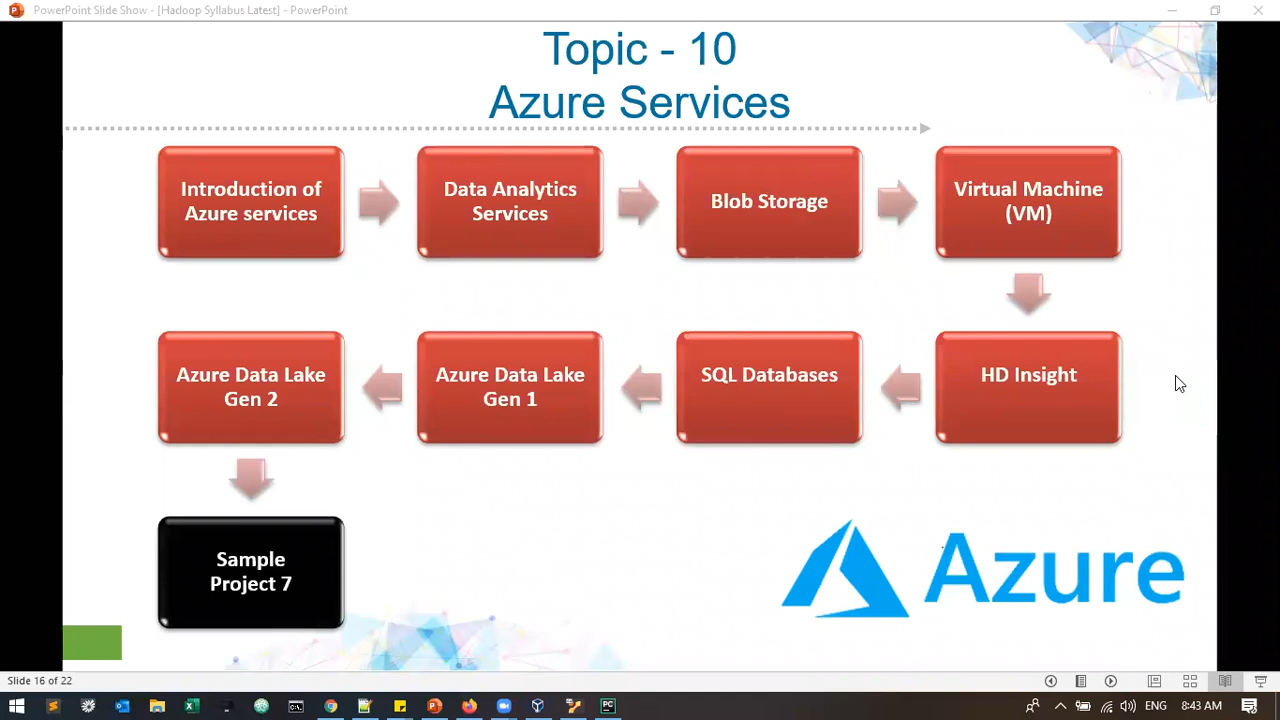 PowerPoint Slide Show - [Hadoop Syllabus Latest] - PowerPoint
Topic - 10
Azure Services
Introduction of
Azure services
Data Analytics
Services
Blob Storage
Virtual Machine
(VM)
HD Insight
SQL Databases
Azure Data Lake
Gen 1
Azure Data Lake
Gen 2
Sample
Project 7
Azure
Slide 16 of 22
ENG
8:43 AM